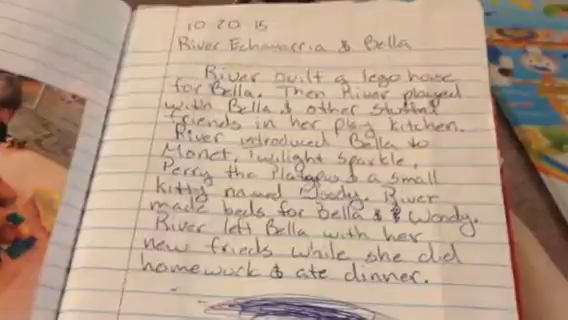 10 20 15
River Echavarria & Bella
River built a lego house
for Bella. Then River played
with Bella & other stuffed
friends in her play kitchen.
River introduced Bella to
Monet, Twilight Sparkle,
Perry the Platypus & a small
kitty named Woody. River
made beds for Bella & Woody.
River left Bella with her
new frieds while she did
homework & ate dinner.